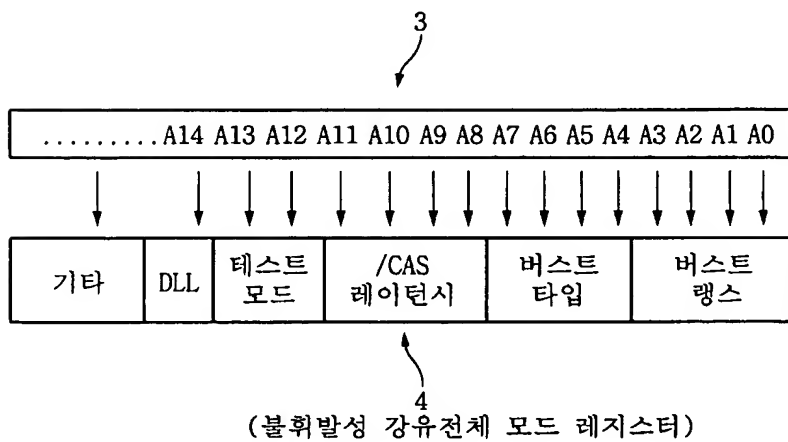 3
.........A14 A13 A12 A11 A10 A9 A8 A7 A6 A5 A4 A3 A2 A1 A0
기타 DLL 테스트 모드 /CAS 레이턴시 버스트 타입 버스트 랭스
4
(불휘발성 강유전체 모드 레지스터)